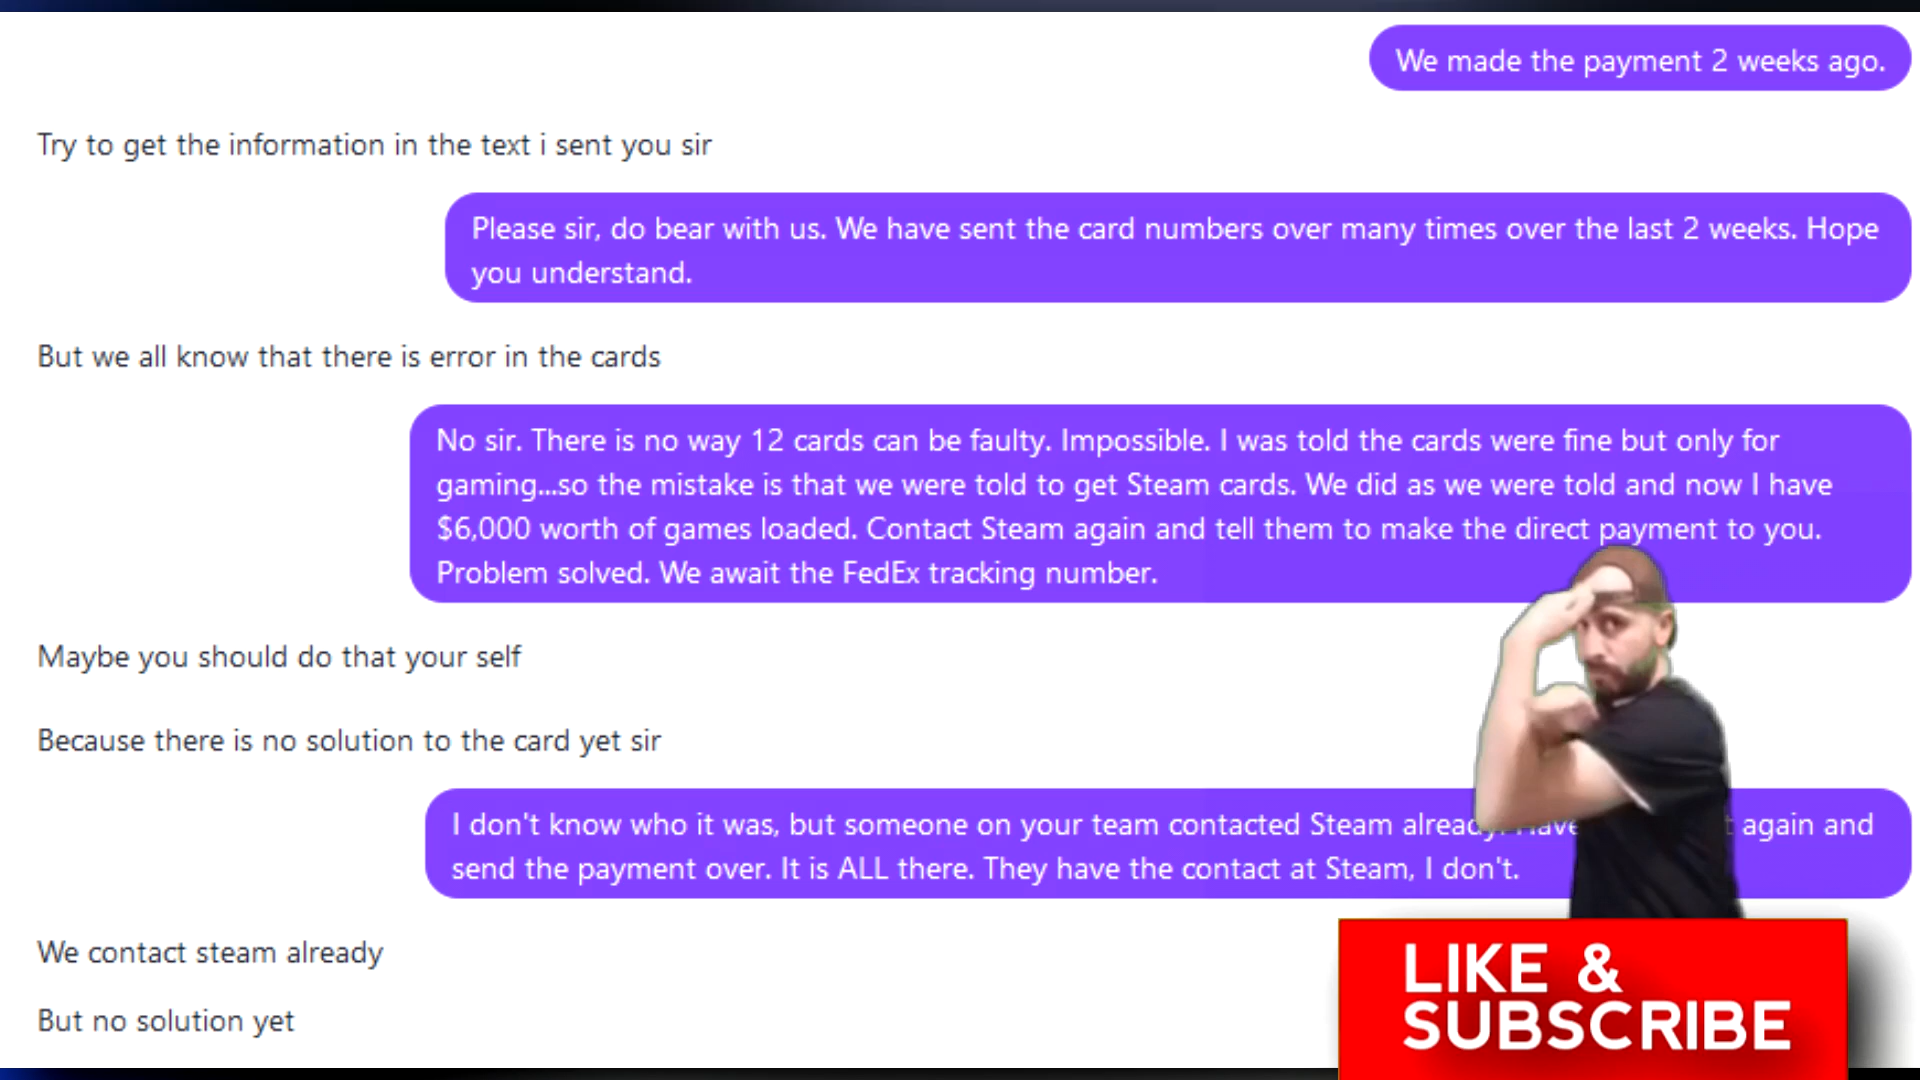 We made the payment 2 weeks ago.
Try to get the information in the text i sent you sir
Please sir, do bear with us. We have sent the card numbers over many times over the last 2 weeks. Hope
you understand.
But we all know that there is error in the cards
No sir. There is no way 12 cards can be faulty. Impossible. I was told the cards were fine but only for
gaming...so the mistake is that we were told to get Steam cards. We did as we were told and now I have
$6,000 worth of games loaded. Contact Steam again and tell them to make the direct payment to you.
Problem solved. We await the FedEx tracking number.
Maybe you should do that your self
Because there is no solution to the card yet sir
I don't know who it was, but someone on your team contacted Steam already. again and
send the payment over. It is ALL there. They have the contact at Steam, I don't.
We contact steam already
But no solution yet
LIKE &
SUBSCRIBE